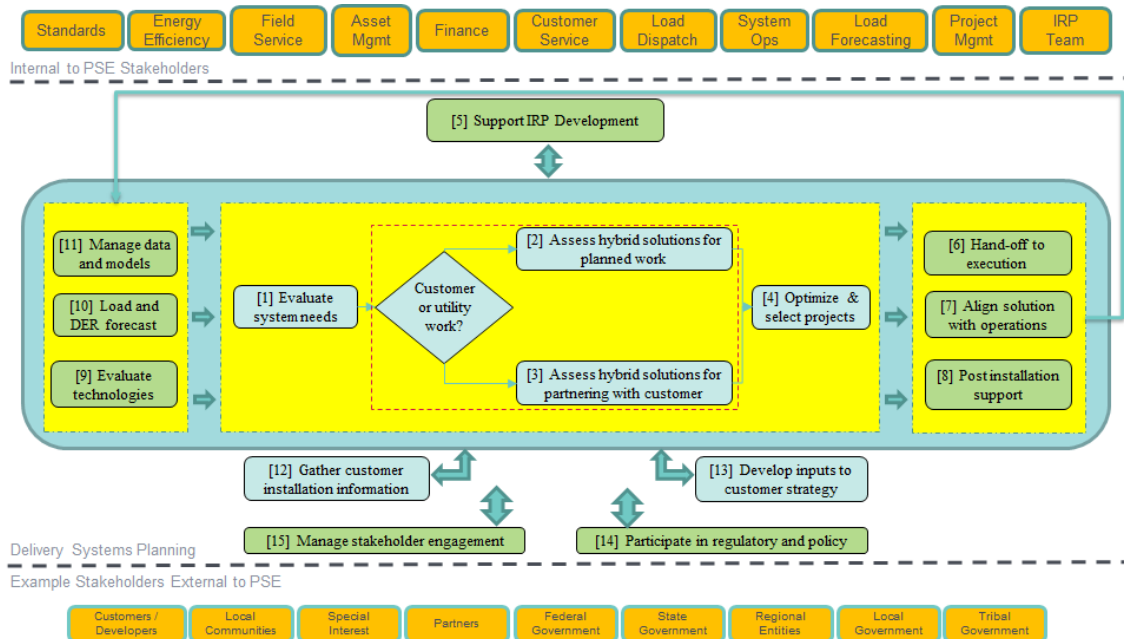 Standards
Energy
Efficiency
Field
Service
Asset
Mgmt
Finance
Customer
Service
Load
Dispatch
System
Ops
Load
Forecasting
Project
Mgmt
IRP
Team
Internal to PSE Stakeholders
[5] Support IRP Development
[11] Manage data
and models
[10] Load and
DER forecast
[9] Evaluate
technologies
[1] Evaluate
system needs
Customer
or utility
work?
[2] Assess hybrid solutions for
planned work
[3] Assess hybrid solutions for
partnering with customer
[4] Optimize &
select projects
[6] Hand-off to
execution
[7] Align solution
with operations
[8] Post installation
support
[12] Gather customer
installation information
[13] Develop inputs to
customer strategy
[15] Manage stakeholder engagement
[14] Participate in regulatory and policy
Delivery Systems Planning
Example Stakeholders External to PSE
Customers /
Developers
Local
Communities
Special
Interest
Partners
Federal
Government
State
Government
Regional
Entities
Local
Government
Tribal
Government